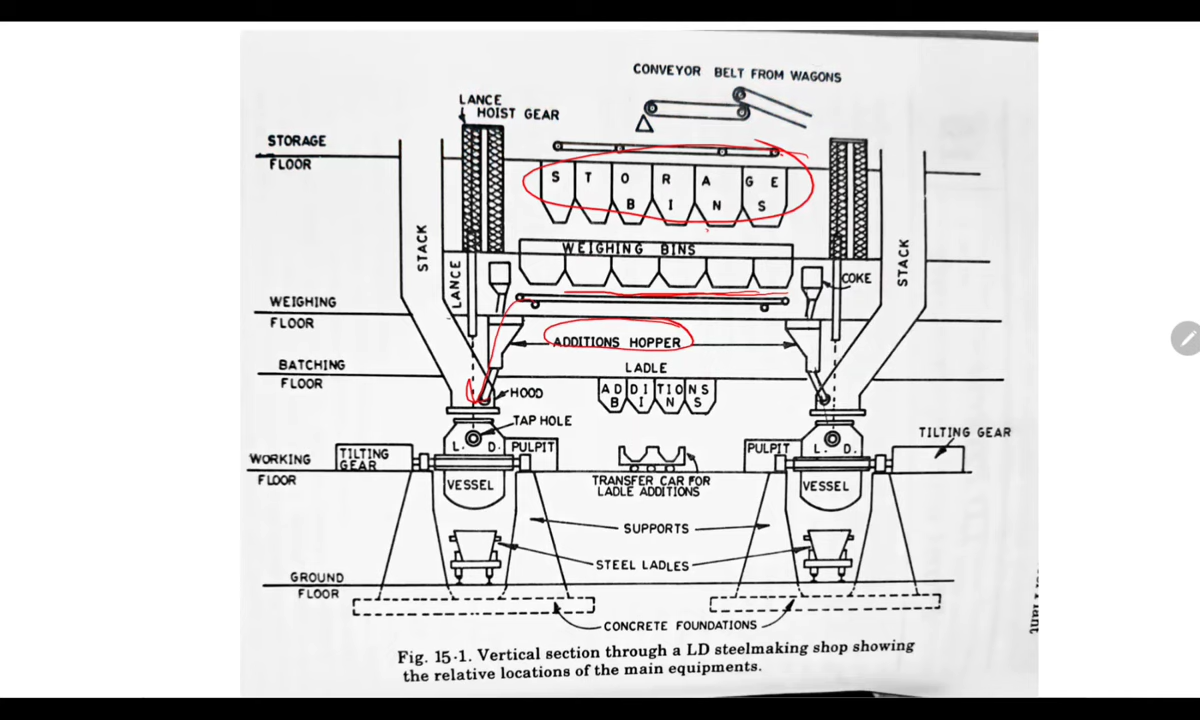 CONVEYOR BELT FROM WAGONS
LANCE
HOIST GEAR
STORAGE
FLOOR
S T O R A G E
B I N S
STACK
STACK
WEIGHING BINS
LANCE
COKE
WEIGHING
FLOOR
ADDITIONS HOPPER
BATCHING
FLOOR
LADLE
ADDITIONS
BINS
HOOD
TAP HOLE
L. D.
PULPIT
PULPIT
L. D.
TILTING GEAR
WORKING
FLOOR
TILTING
GEAR
VESSEL
TRANSFER CAR FOR
LADLE ADDITIONS
VESSEL
SUPPORTS
STEEL LADLES
GROUND
FLOOR
CONCRETE FOUNDATIONS
Fig. 15·1. Vertical section through a LD steelmaking shop showing
the relative locations of the main equipments.